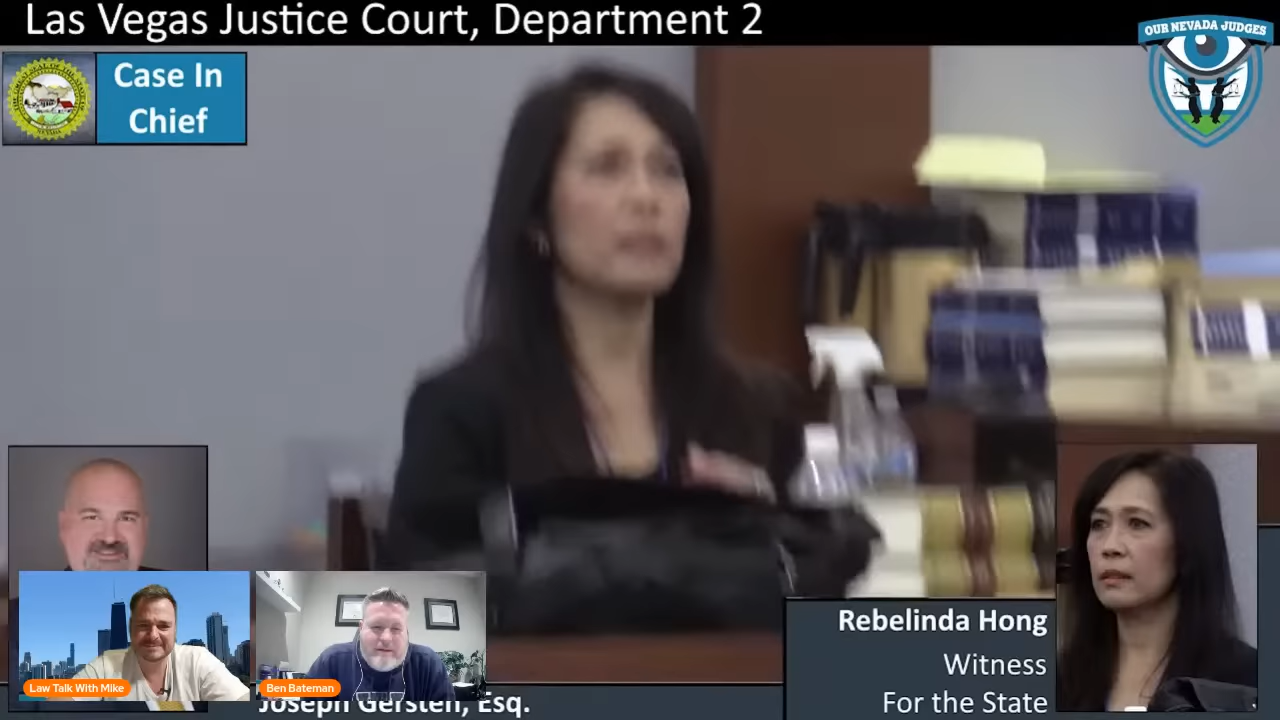 Las Vegas Justice Court, Department 2
OUR NEVADA JUDGES
Case In
Chief
Rebelinda Hong
Witness
For the State
Law Talk With Mike
Ben Bateman
Joseph Gersten, Esq.